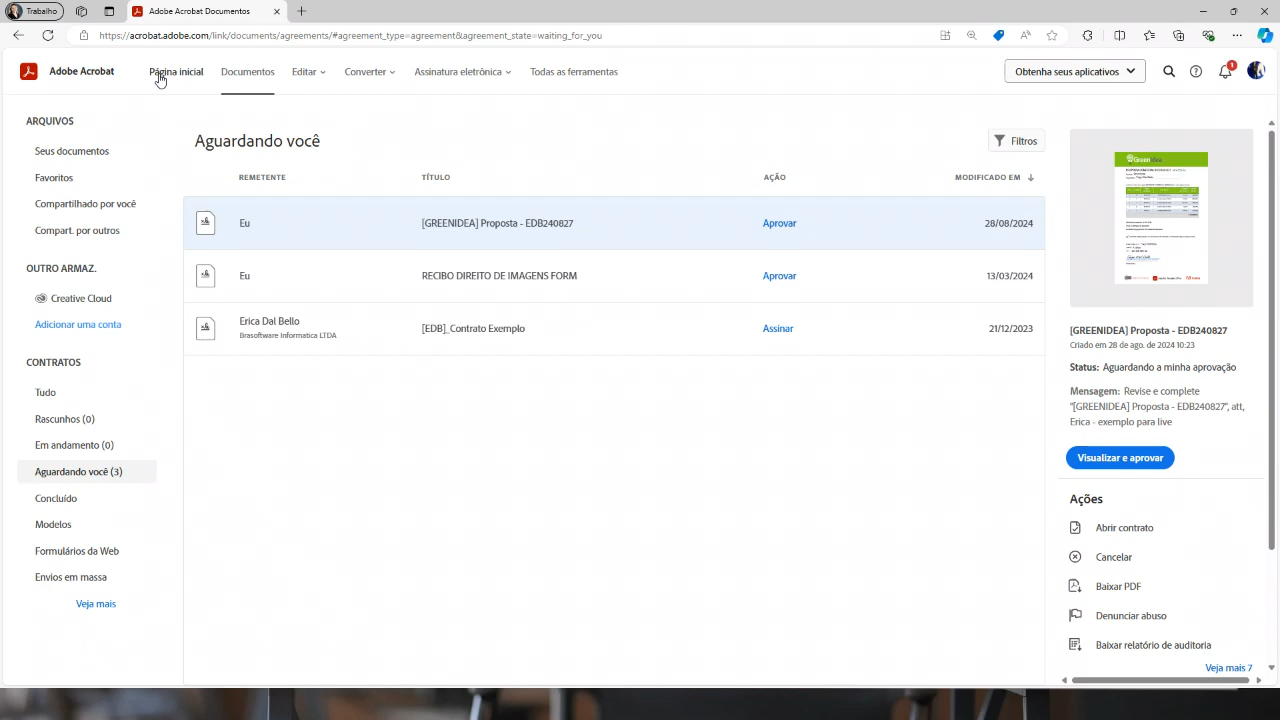 Trabalho
Adobe Acrobat Documentos
https://acrobat.adobe.com/link/documents/agreements/#agreement_type=agreement&agreement_state=waiting_for_you
Adobe Acrobat
Página inicial
Documentos
Editar
Converter
Assinatura eletrônica
Todas as ferramentas
Obtenha seus aplicativos
1
ARQUIVOS
Seus documentos
Favoritos
Compartilhado por você
Compart. por outros
OUTRO ARMAZ.
Creative Cloud
Adicionar uma conta
CONTRATOS
Tudo
Rascunhos (0)
Em andamento (0)
Aguardando você (3)
Concluído
Modelos
Formulários da Web
Envios em massa
Veja mais
Aguardando você
Filtros
REMETENTE TÍTULO AÇÃO MODIFICADO EM
Eu [GREENIDEA] Proposta - EDB240827 Aprovar 28/08/2024
Eu RECIBO DIREITO DE IMAGENS FORM Aprovar 13/03/2024
Erica Dal Bello [EDB]_Contrato Exemplo Assinar 21/12/2023
Brasoftware Informatica LTDA
Greenidea
[GREENIDEA] Proposta - EDB240827
Criado em 28 de ago. de 2024 10:23
Status: Aguardando a minha aprovação
Mensagem: Revise e complete
"[GREENIDEA] Proposta - EDB240827", att,
Erica - exemplo para live
Visualizar e aprovar
Ações
Abrir contrato
Cancelar
Baixar PDF
Denunciar abuso
Baixar relatório de auditoria
Veja mais 7